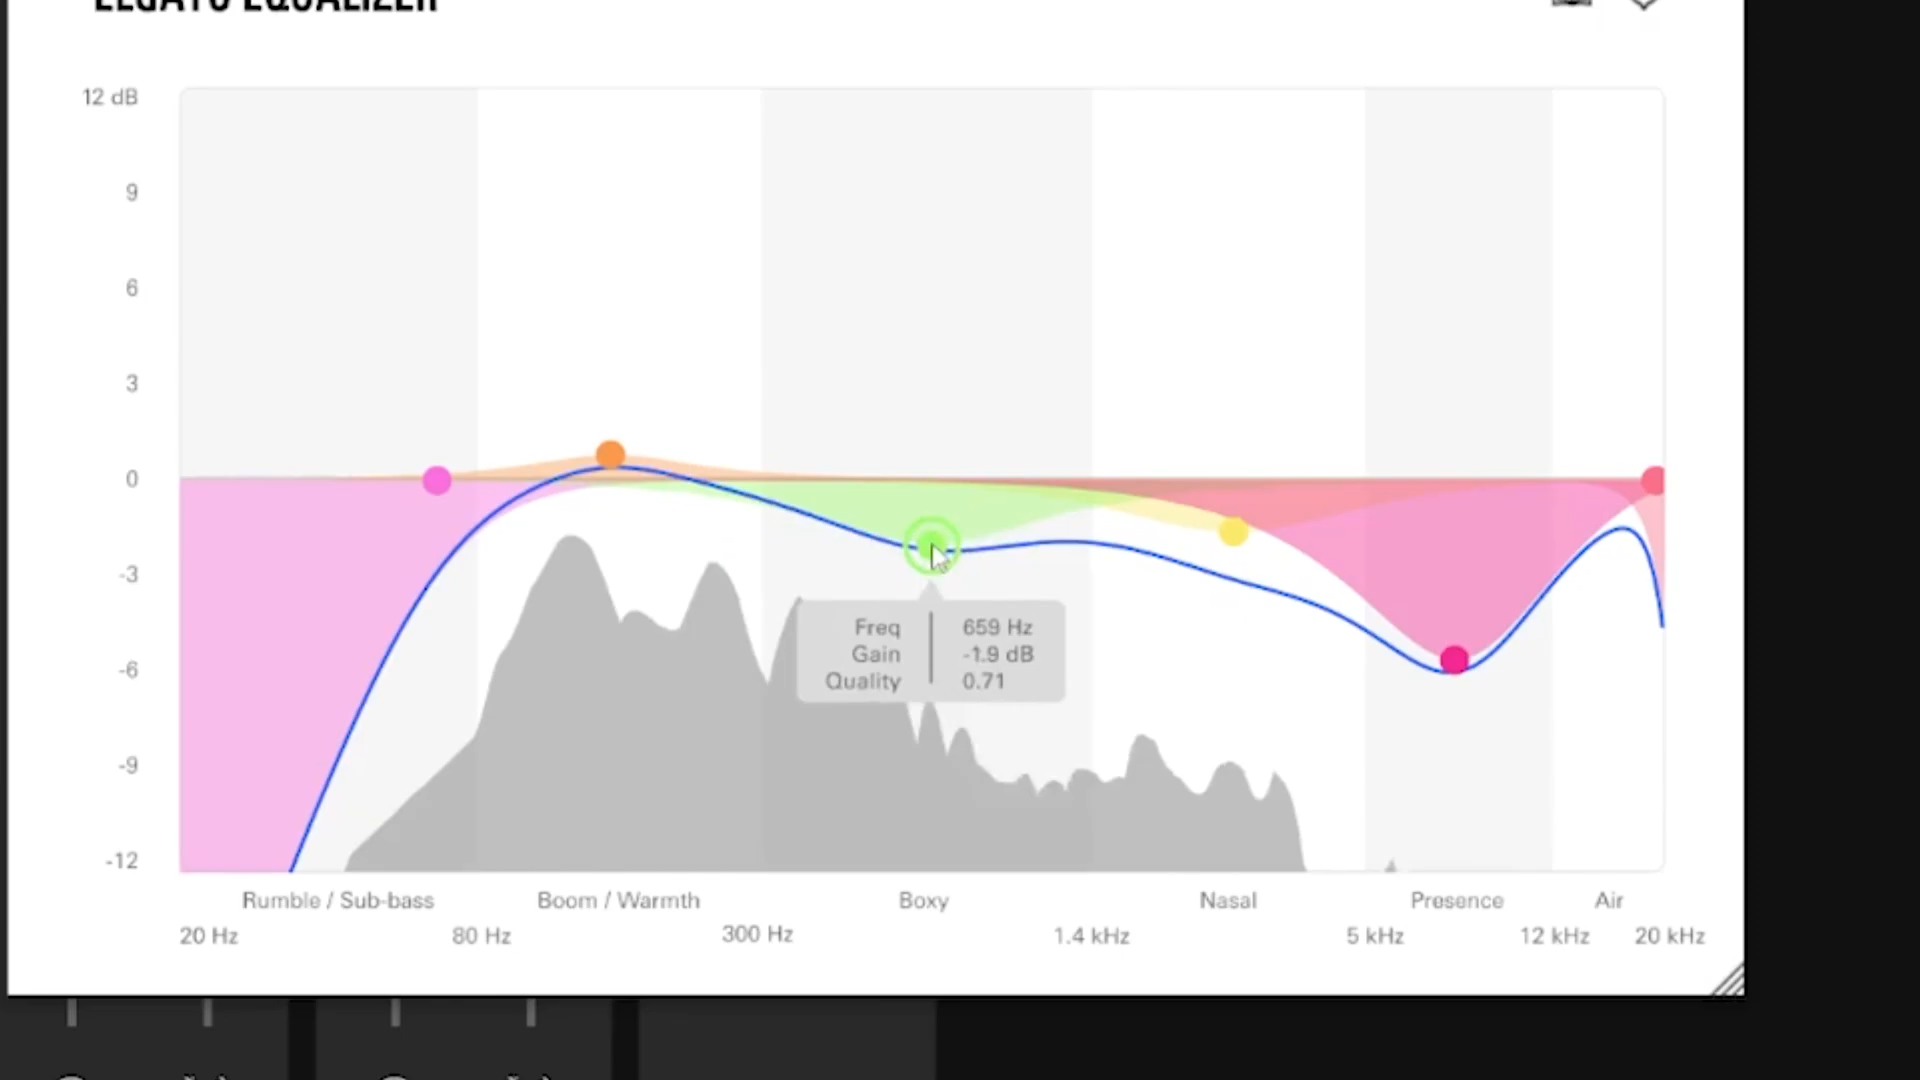 ELGATO EQUALIZER
12 dB
9
6
3
0
-3
-6
-9
-12
Freq 659 Hz
Gain -1.9 dB
Quality 0.71
Rumble / Sub-bass Boom / Warmth Boxy Nasal Presence Air
20 Hz 80 Hz 300 Hz 1.4 kHz 5 kHz 12 kHz 20 kHz